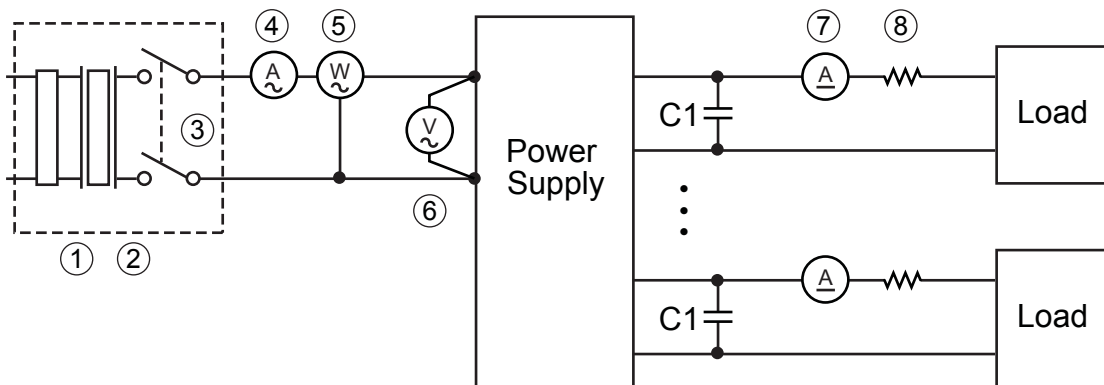 ④ ⑤ ⑦ ⑧
A W A
Load
V
C1
③
Power
Supply
⑥
① ②
A
C1
Load